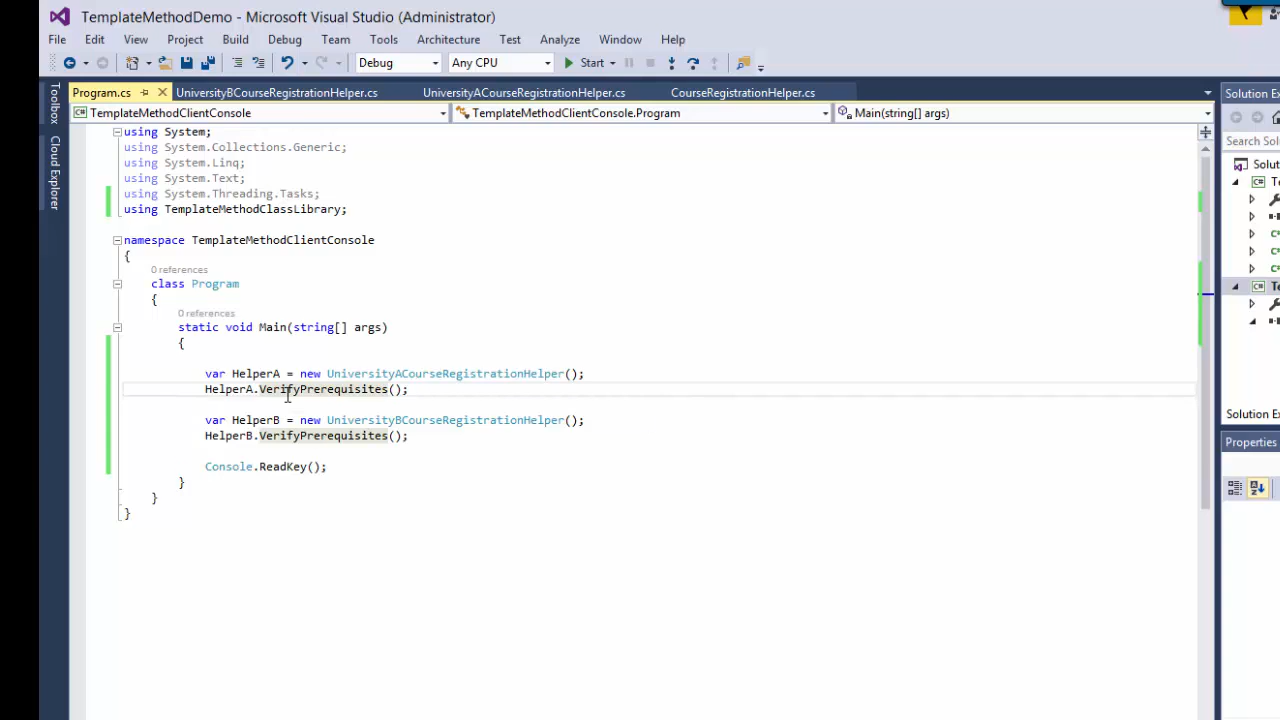 TemplateMethodDemo - Microsoft Visual Studio (Administrator)
File Edit View Project Build Debug Team Tools Architecture Test Analyze Window Help
Debug Any CPU Start
Program.cs UniversityBCourseRegistrationHelper.cs UniversityACourseRegistrationHelper.cs CourseRegistrationHelper.cs
TemplateMethodClientConsole TemplateMethodClientConsole.Program Main(string[] args)
Toolbox
Cloud Explorer
using System;
using System.Collections.Generic;
using System.Linq;
using System.Text;
using System.Threading.Tasks;
using TemplateMethodClassLibrary;
namespace TemplateMethodClientConsole
{
0 references
class Program
{
0 references
static void Main(string[] args)
{
var HelperA = new UniversityACourseRegistrationHelper();
HelperA.VerifyPrerequisites();
var HelperB = new UniversityBCourseRegistrationHelper();
HelperB.VerifyPrerequisites();
Console.ReadKey();
}
}
}
Solution Ex
Search Solu
Solut
Te
Te
Solution Ex
Properties